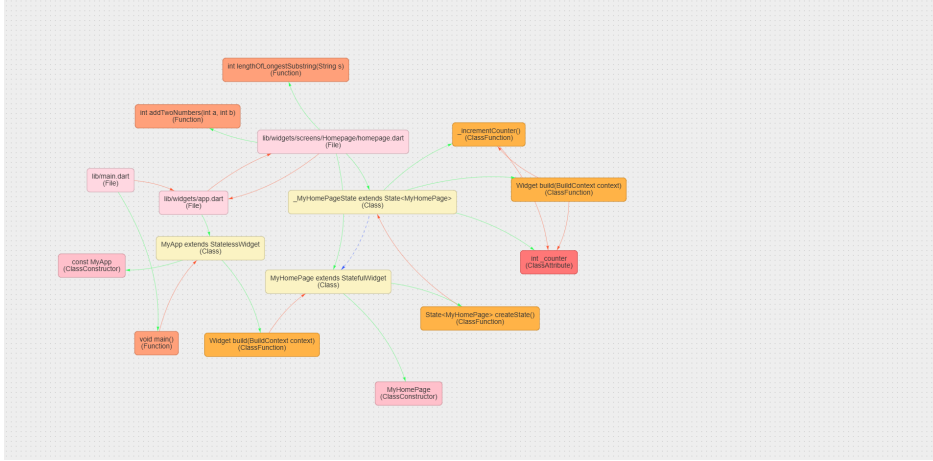 int lengthOfLongestSubstring(String s)
(Function)
int addTwoNumbers(int a, int b)
(Function)
lib/widgets/screens/Homepage/homepage.dart
(File)
_incrementCounter()
(ClassFunction)
lib/main.dart
(File)
lib/widgets/app.dart
(File)
_MyHomePageState extends State<MyHomePage>
(Class)
Widget build(BuildContext context)
(ClassFunction)
MyApp extends StatelessWidget
(Class)
const MyApp
(ClassConstructor)
int _counter
(ClassAttribute)
MyHomePage extends StatefulWidget
(Class)
State<MyHomePage> createState()
(ClassFunction)
void main()
(Function)
Widget build(BuildContext context)
(ClassFunction)
MyHomePage
(ClassConstructor)